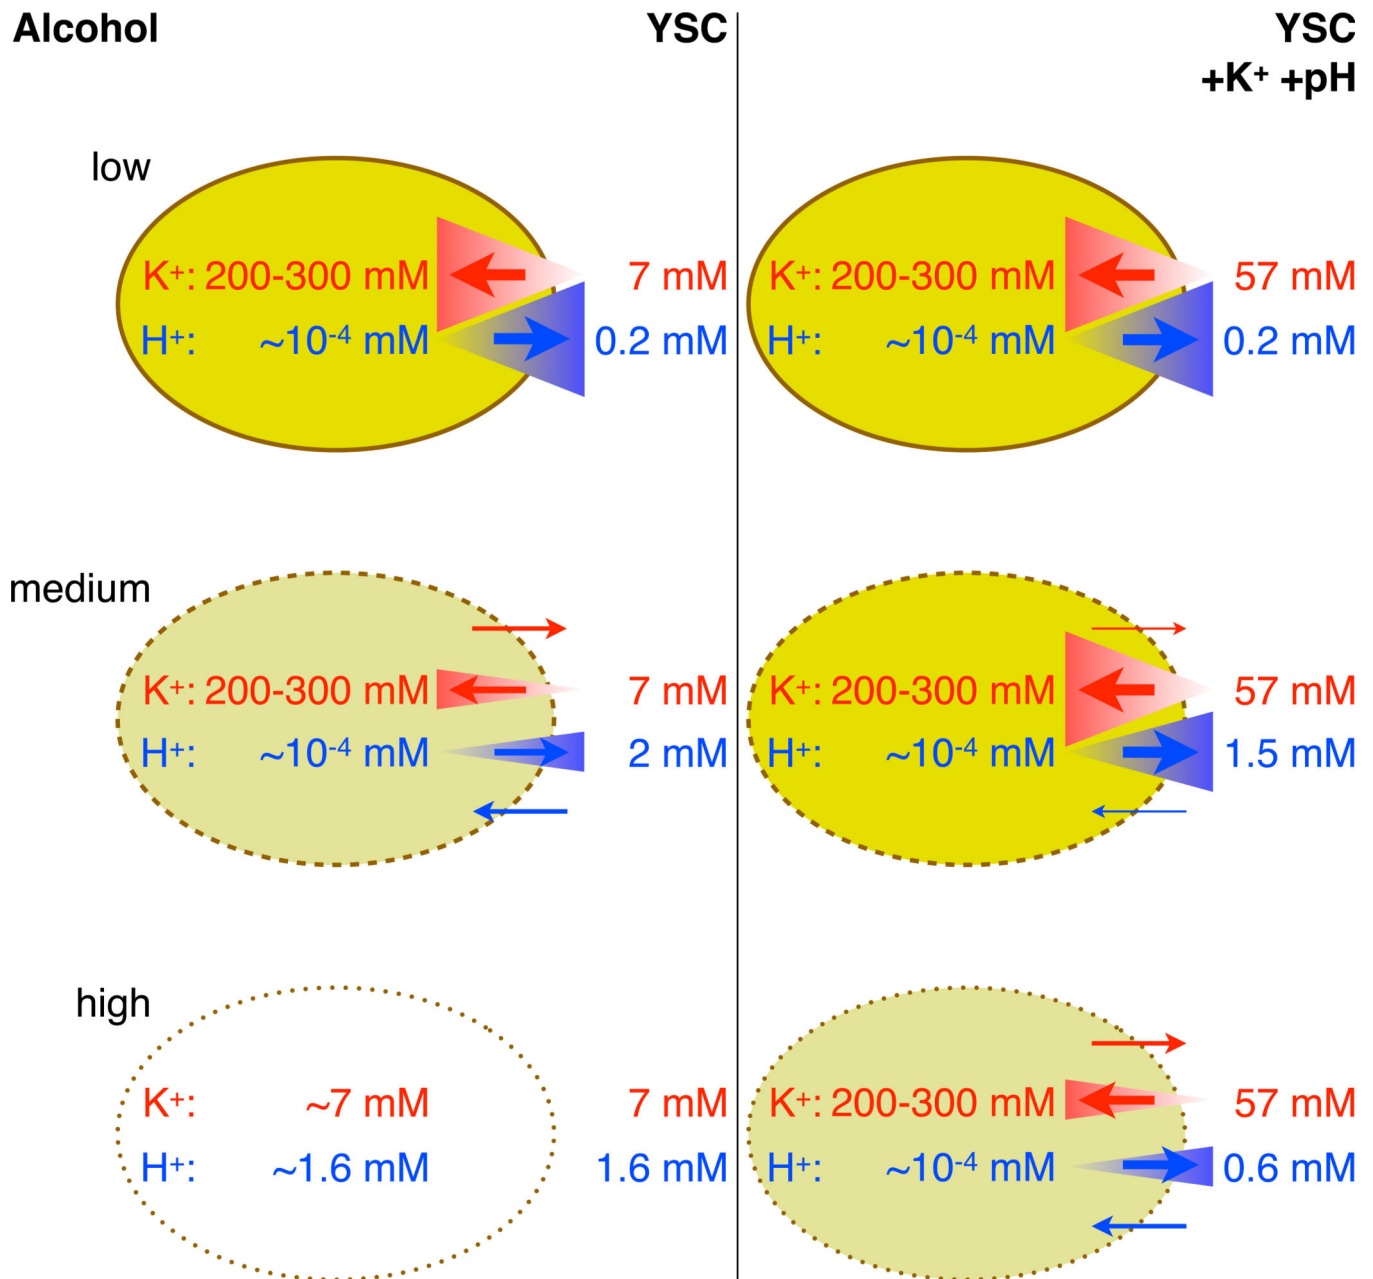 Alcohol YSC YSC
+K⁺ +pH
low
K⁺: 200-300 mM 7 mM K⁺: 200-300 mM 57 mM
H⁺: ~10⁻⁴ mM 0.2 mM H⁺: ~10⁻⁴ mM 0.2 mM
medium
K⁺: 200-300 mM 7 mM K⁺: 200-300 mM 57 mM
H⁺: ~10⁻⁴ mM 2 mM H⁺: ~10⁻⁴ mM 1.5 mM
high
K⁺: ~7 mM 7 mM K⁺: 200-300 mM 57 mM
H⁺: ~1.6 mM 1.6 mM H⁺: ~10⁻⁴ mM 0.6 mM